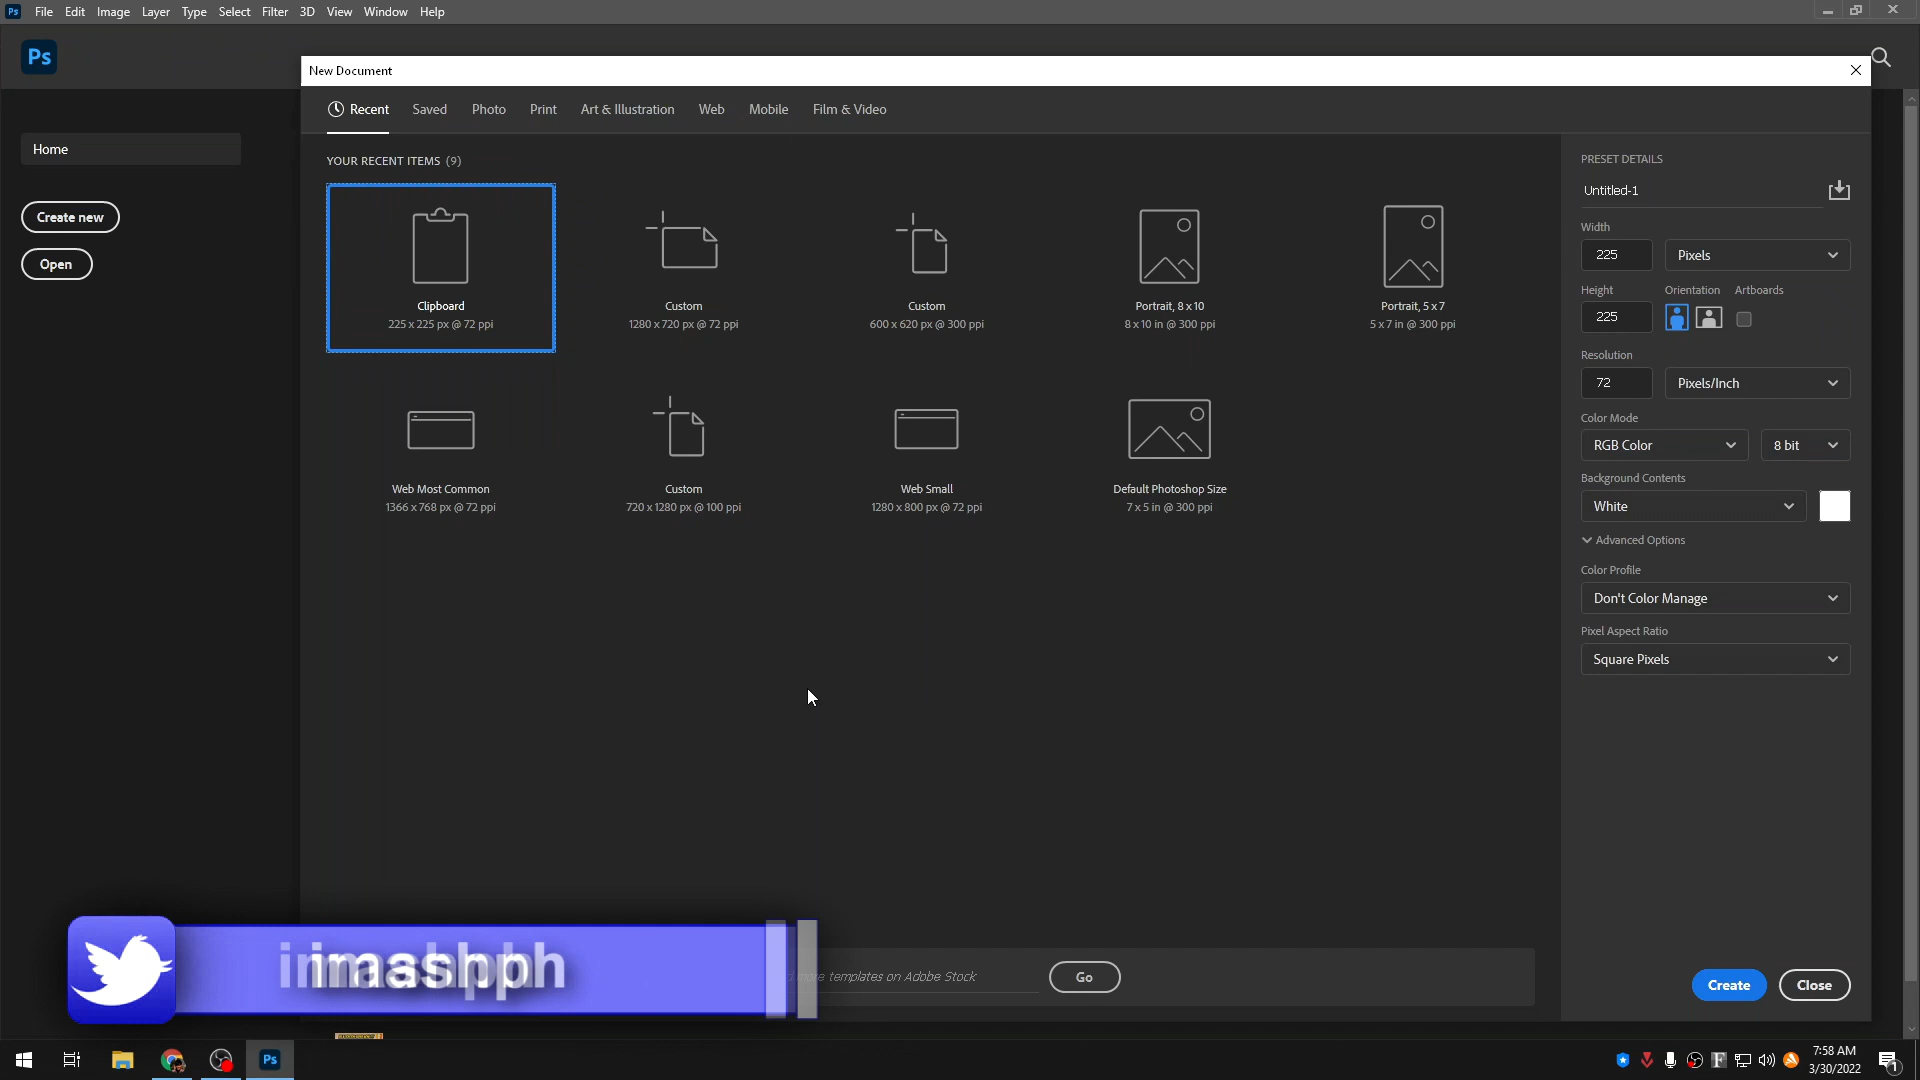 Ps File Edit Image Layer Type Select Filter 3D View Window Help
Ps
New Document
Recent Saved Photo Print Art & Illustration Web Mobile Film & Video
Home
Create new
Open
YOUR RECENT ITEMS (9)
Clipboard
225 x 225 px @ 72 ppi
Custom
1280 x 720 px @ 72 ppi
Custom
600 x 620 px @ 300 ppi
Portrait, 8 x 10
8 x 10 in @ 300 ppi
Portrait, 5 x 7
5 x 7 in @ 300 ppi
Web Most Common
1366 x 768 px @ 72 ppi
Custom
720 x 1280 px @ 100 ppi
Web Small
1280 x 800 px @ 72 ppi
Default Photoshop Size
7 x 5 in @ 300 ppi
PRESET DETAILS
Untitled-1
Width
225 Pixels
Height Orientation Artboards
225
Resolution
72 Pixels/Inch
Color Mode
RGB Color 8 bit
Background Contents
White
Advanced Options
Color Profile
Don't Color Manage
Pixel Aspect Ratio
Square Pixels
more templates on Adobe Stock
Go
Create Close
Ps
7:58 AM
3/30/2022
1